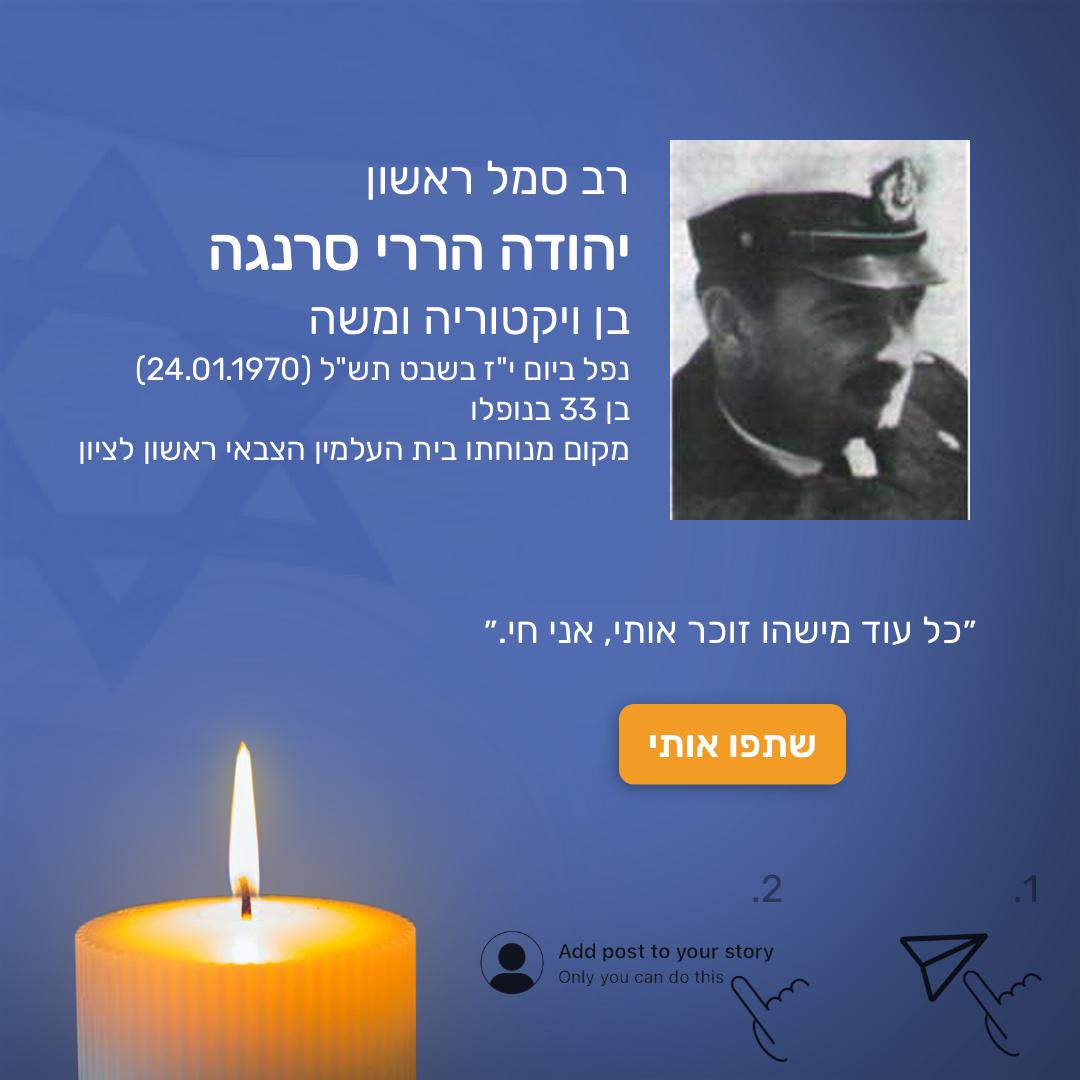 רב סמל ראשון
יהודה הררי סרנגה
בן ויקטוריה ומשה
נפל ביום י"ז בשבט תש"ל (24.01.1970)
בן 33 בנופלו
מקום מנוחתו בית העלמין הצבאי ראשון לציון
״כל עוד מישהו זוכר אותי, אני חי.״
שתפו אותי
.1
.2
Add post to your story
Only you can do this